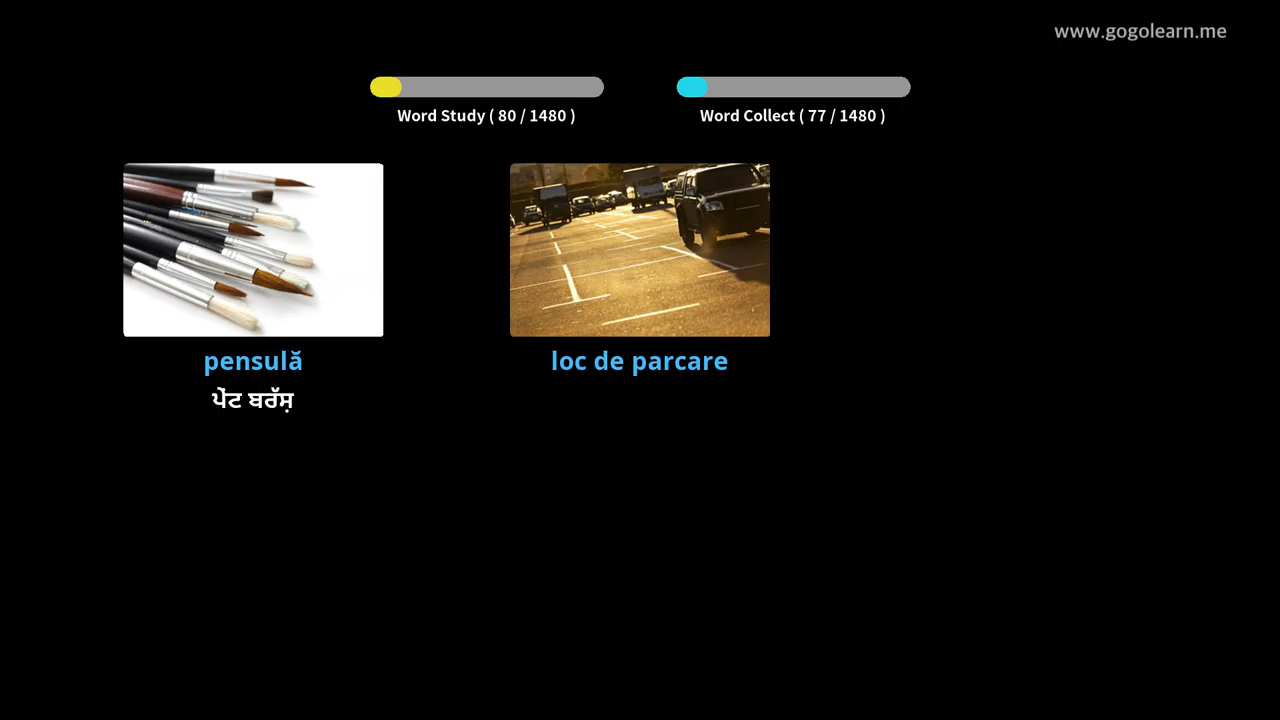 www.gogolearn.me
Word Study ( 80 / 1480 )
Word Collect ( 77 / 1480 )
pensulă
loc de parcare
ਪੇਂਟ ਬਰੱਸ਼